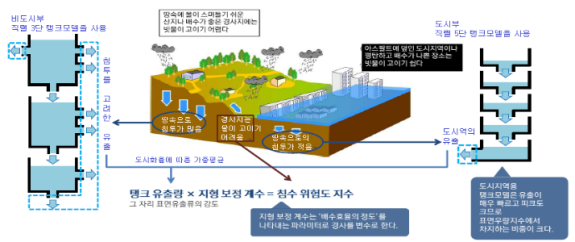 비도시부
직렬 3단 탱크모델을 사용
침투를 고려한 유출
땅속에 물이 스며들기 쉬운
산지나 배수가 좋은 경사지에는
빗물이 고이기 어렵다
아스팔트에 덮인 도시지역이나
평탄하고 배수가 나쁜 장소는
빗물이 고이기 쉽다
도시부
직렬 5단 탱크모델을 사용
땅속으로
침투가 많음
경사지는
물이 고이기
어려움
땅속으로의
침투가 적음
도시역의
유출
도시화율에 따른 가중평균
탱크 유출량 × 지형 보정 계수 = 침수 위험도 지수
그 자리 표면유출류의 강도
지형 보정 계수는 '배수효율의 정도'를
나타내는 파라미터로 경사를 변수로 한다.
도시지역용
탱크모델은 유출이
매우 빠르고 피크도
크므로
표면우량지수에서
차지하는 비중이 크다.